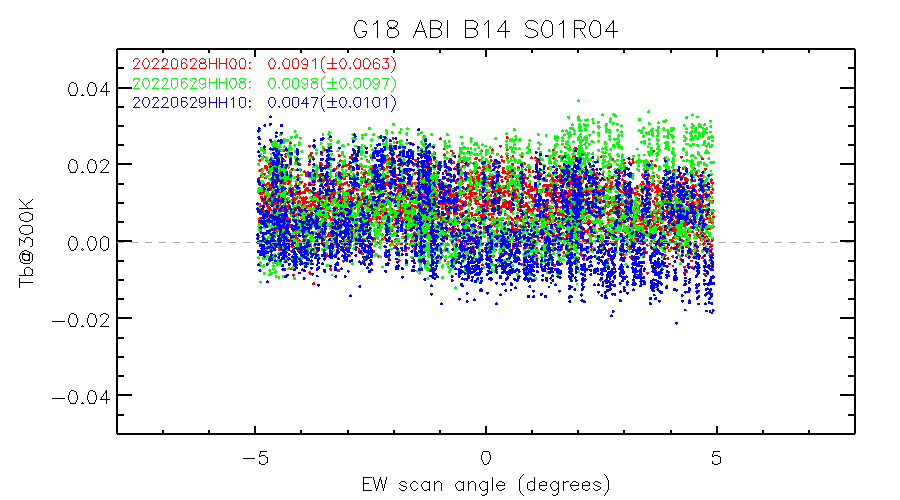 G18 ABI B14 S01R04
20220628HH00: 0.0091(±0.0063)
20220629HH08: 0.0098(±0.0097)
20220629HH10: 0.0047(±0.0101)
0.04
0.02
0.00
−0.02
−0.04
Tb@300K
−5 0 5
EW scan angle (degrees)